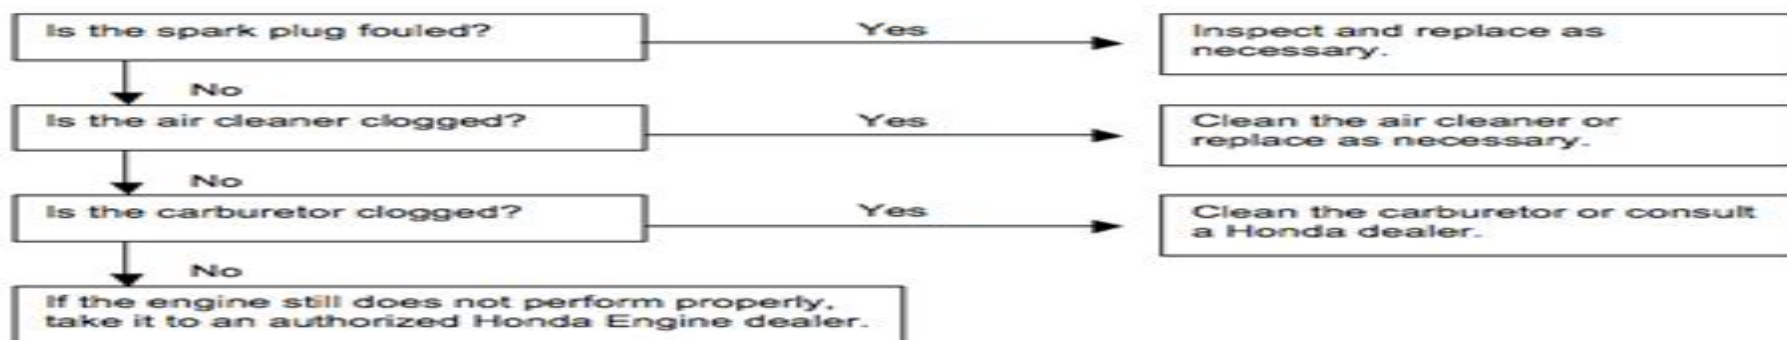 Is the spark plug fouled?
Yes
Inspect and replace as
necessary.
No
Is the air cleaner clogged?
Yes
Clean the air cleaner or
replace as necessary.
No
Is the carburetor clogged?
Yes
Clean the carburetor or consult
a Honda dealer.
No
If the engine still does not perform properly,
take it to an authorized Honda Engine dealer.